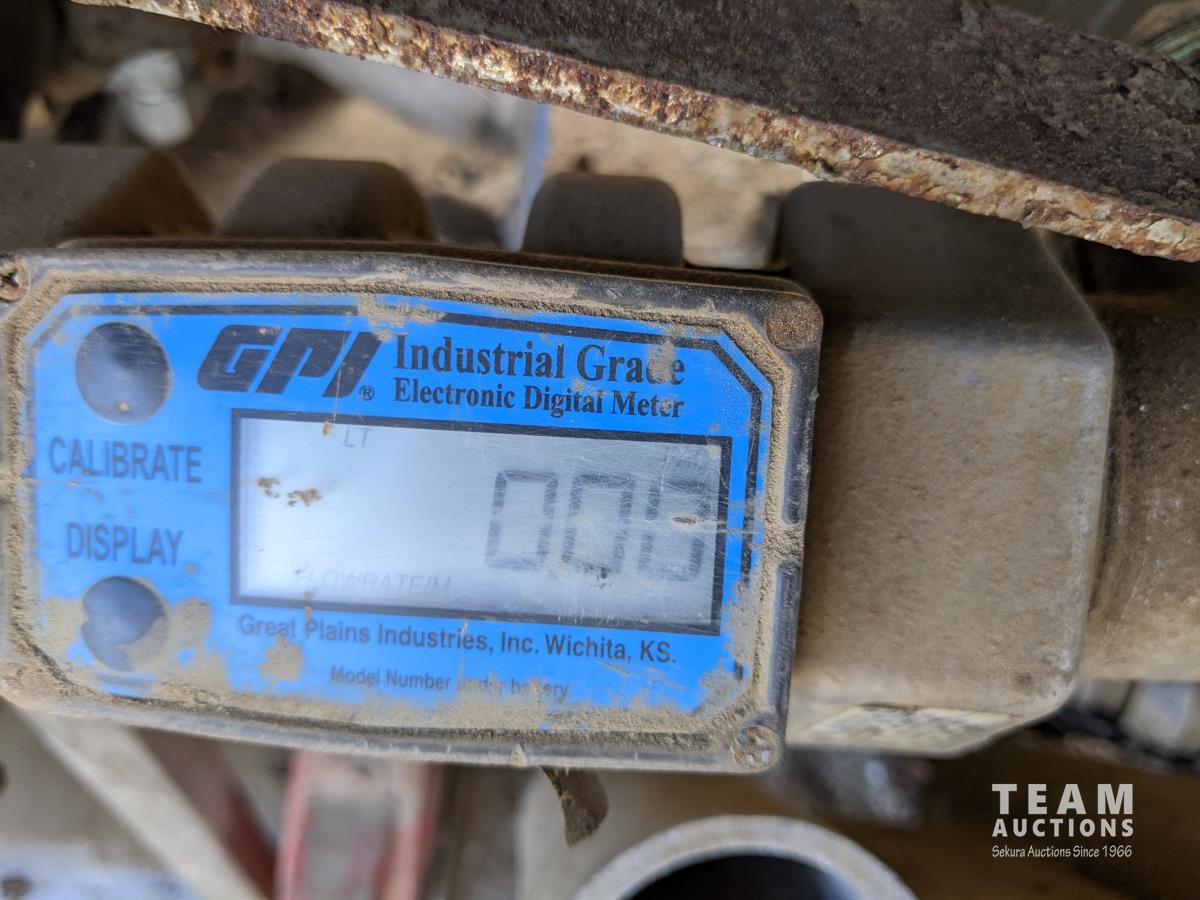 GPI® Industrial Grade
Electronic Digital Meter
LT
CALIBRATE
DISPLAY
FLOWRATE/M
Great Plains Industries, Inc. Wichita, KS.
Model Number under battery
TEAM
AUCTIONS
Sekura Auctions Since 1966